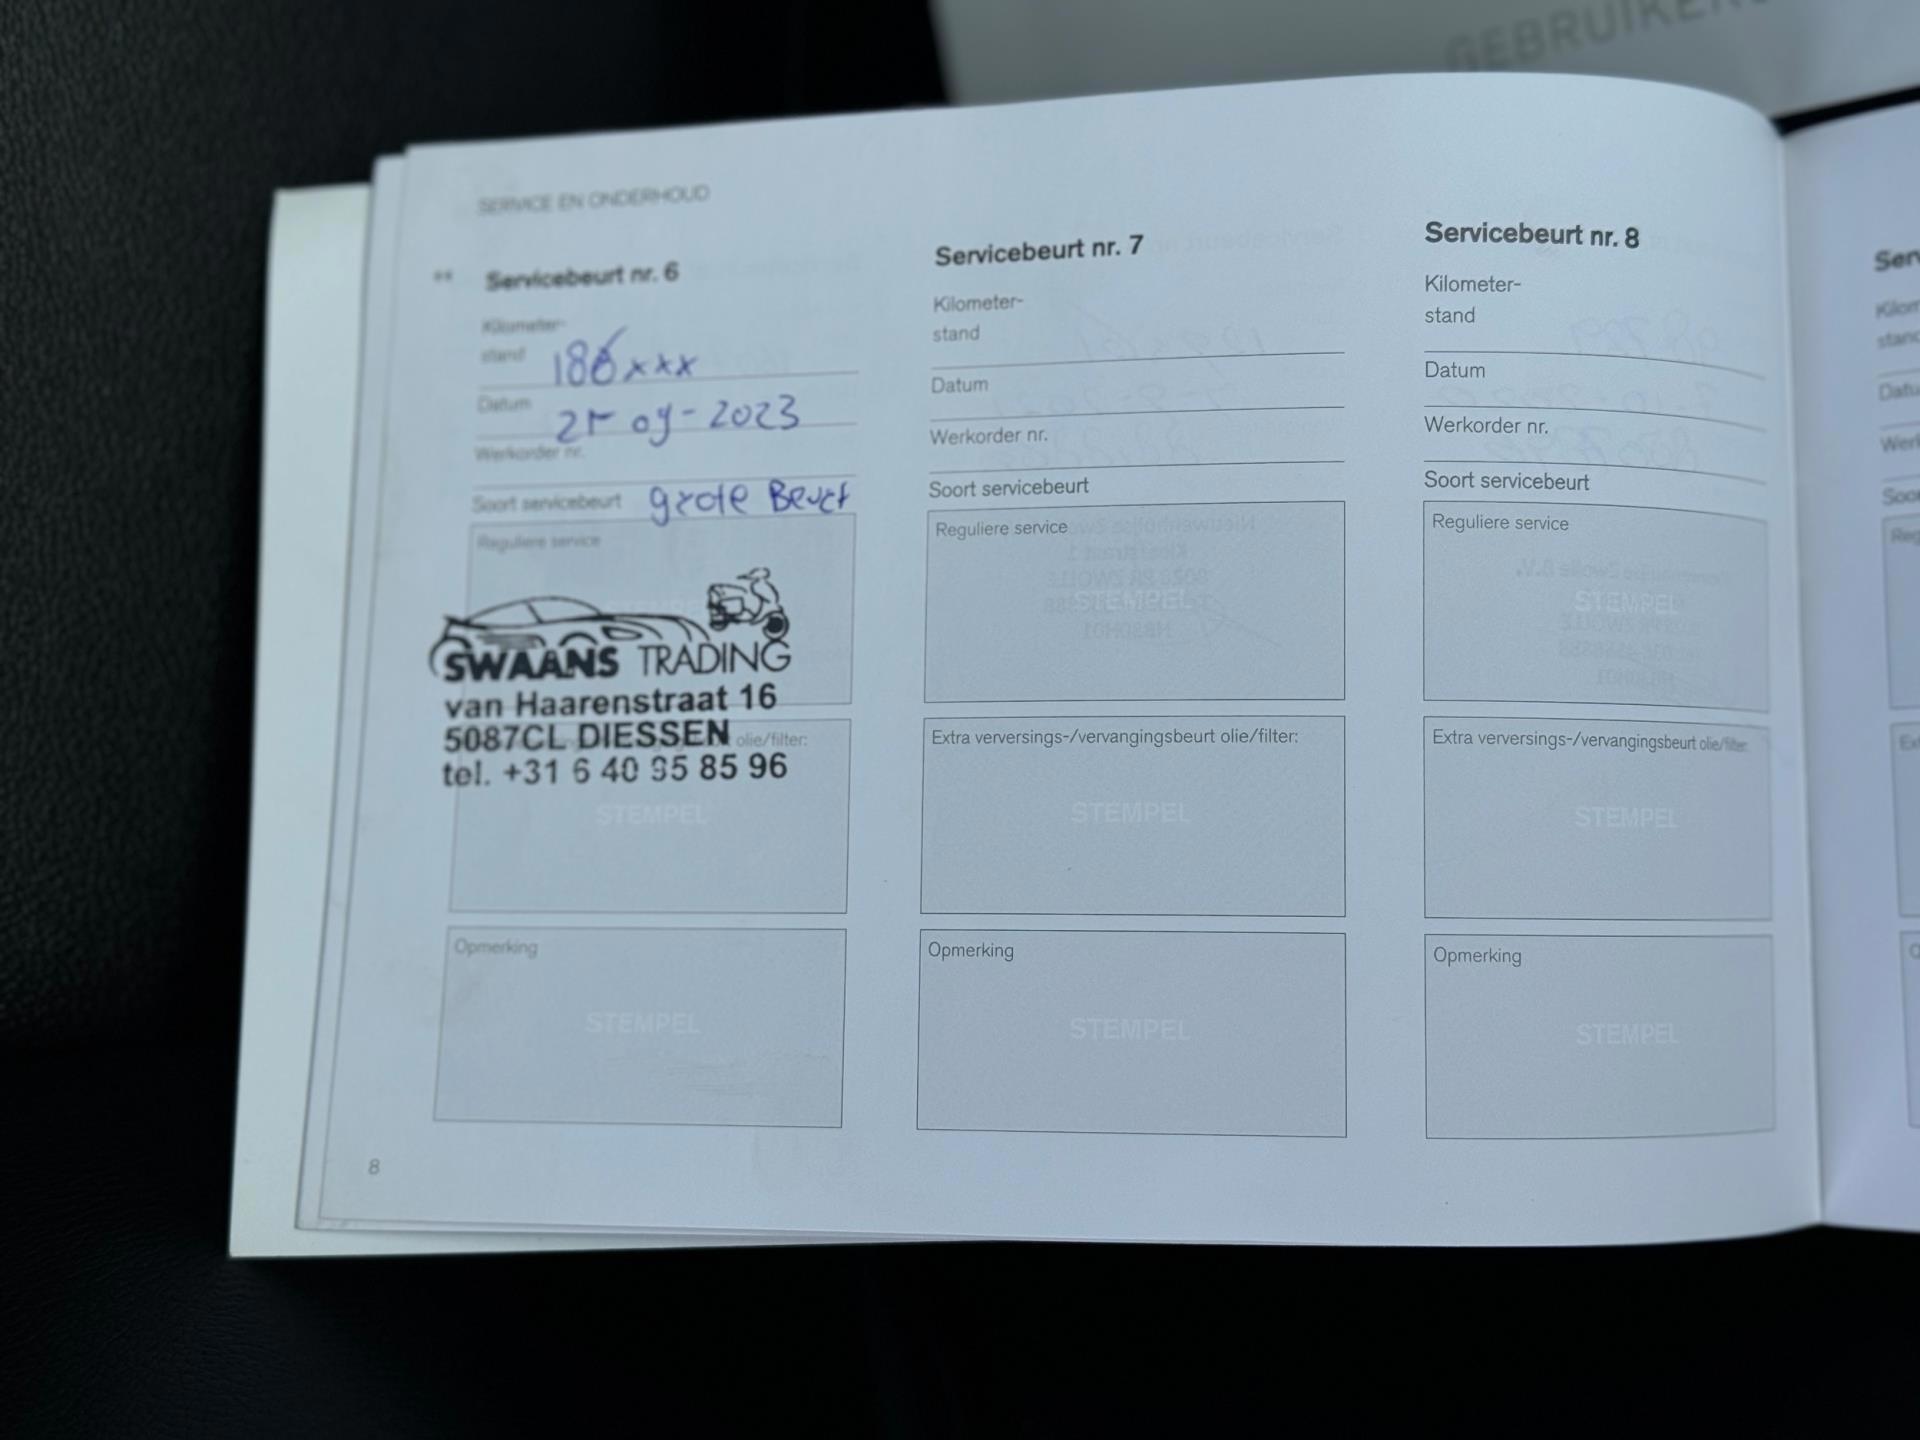 GEBRUIKER
SERVICE EN ONDERHOUD
** Servicebeurt nr. 6
Kilometer-
stand 186xxx
Datum 25 09-2023
Werkorder nr.
Soort servicebeurt grote Beurt
Reguliere service
SWAANS TRADING
van Haarenstraat 16
5087CL DIESSEN olie/filter:
tel. +31 6 40 95 85 96
STEMPEL
Opmerking
STEMPEL
8
Servicebeurt nr. 7
Kilometer-
stand
Datum
Werkorder nr.
Soort servicebeurt
Reguliere service
STEMPEL
Extra verversings-/vervangingsbeurt olie/filter:
STEMPEL
Opmerking
STEMPEL
Servicebeurt nr. 8
Kilometer-
stand
Datum
Werkorder nr.
Soort servicebeurt
Reguliere service
STEMPEL
Extra verversings-/vervangingsbeurt olie/filter:
STEMPEL
Opmerking
STEMPEL